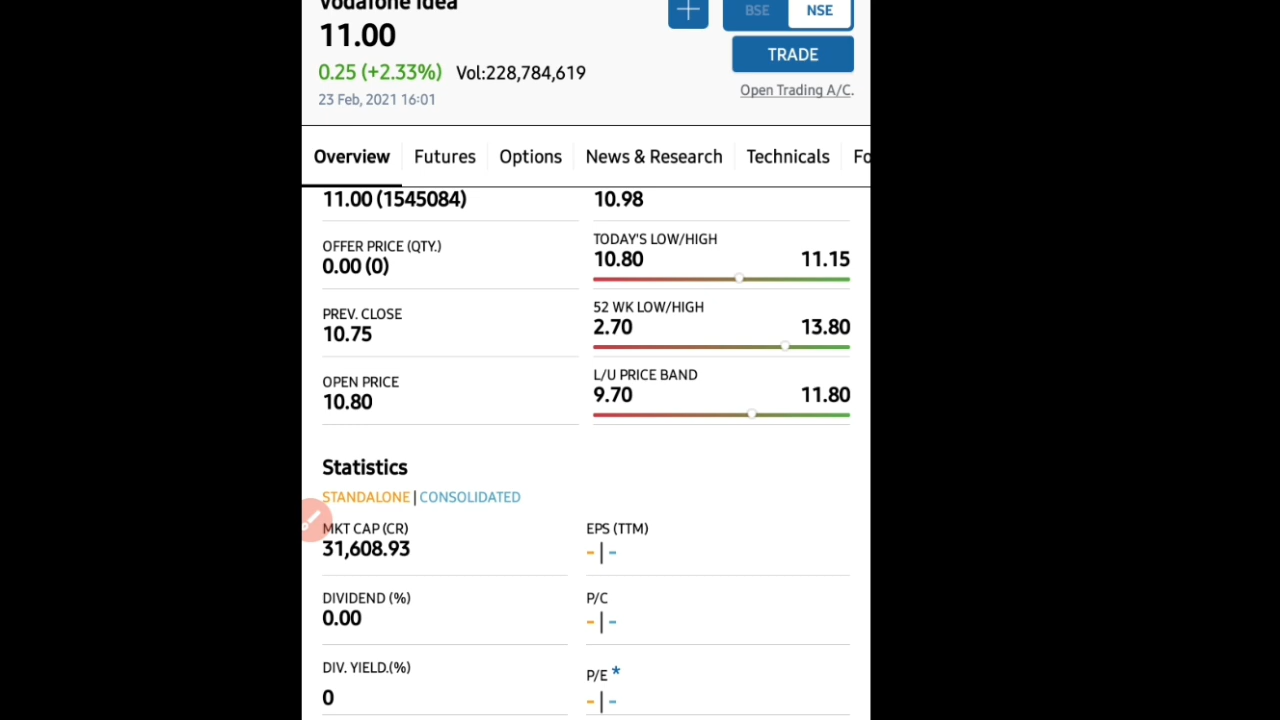 Vodafone Idea
11.00
0.25 (+2.33%) Vol:228,784,619
23 Feb, 2021 16:01
BSE NSE
TRADE
Open Trading A/C.
Overview Futures Options News & Research Technicals Fo
11.00 (1545084)
10.98
OFFER PRICE (QTY.)
0.00 (0)
TODAY'S LOW/HIGH
10.80 11.15
PREV. CLOSE
10.75
52 WK LOW/HIGH
2.70 13.80
OPEN PRICE
10.80
L/U PRICE BAND
9.70 11.80
Statistics
STANDALONE | CONSOLIDATED
MKT CAP (CR)
31,608.93
EPS (TTM)
- | -
DIVIDEND (%)
0.00
P/C
- | -
DIV. YIELD.(%)
0
P/E *
- | -